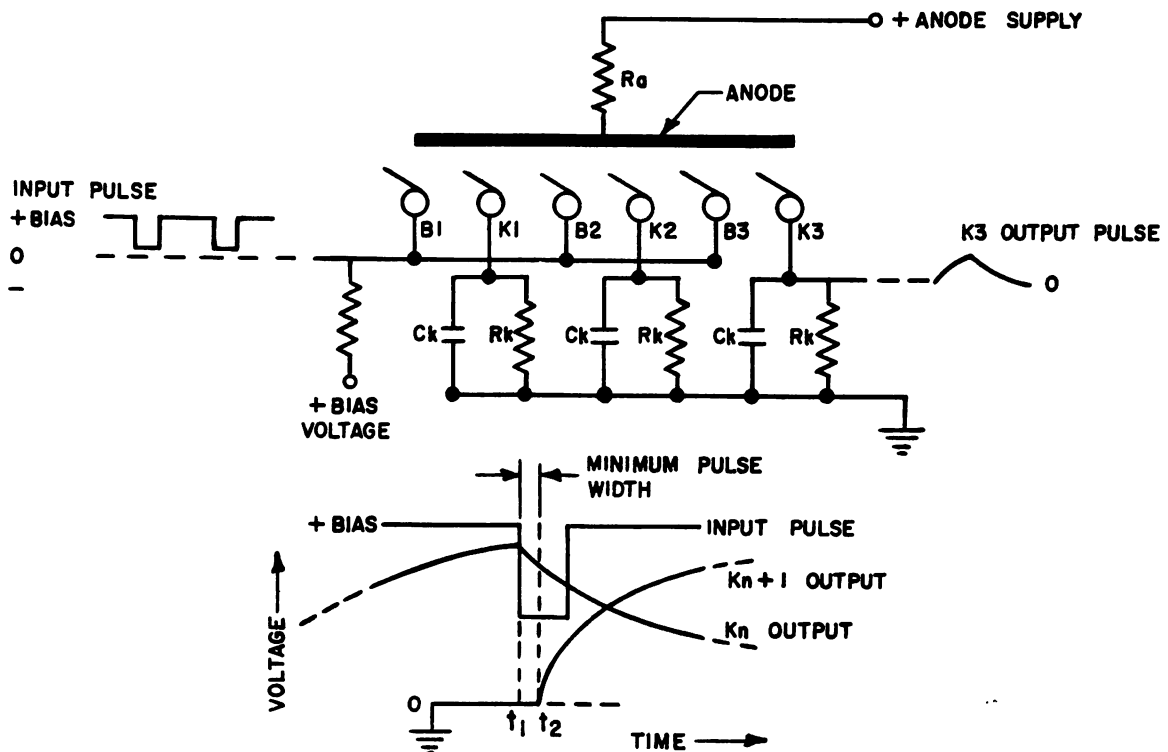 + ANODE SUPPLY
Ra
ANODE
INPUT PULSE
+ BIAS
0
–
B1
K1
B2
K2
B3
K3
K3 OUTPUT PULSE
0
Ck
Rk
Ck
Rk
Ck
Rk
+ BIAS
VOLTAGE
MINIMUM PULSE
WIDTH
+ BIAS
INPUT PULSE
Kn + 1 OUTPUT
Kn OUTPUT
VOLTAGE
0
t1
t2
TIME